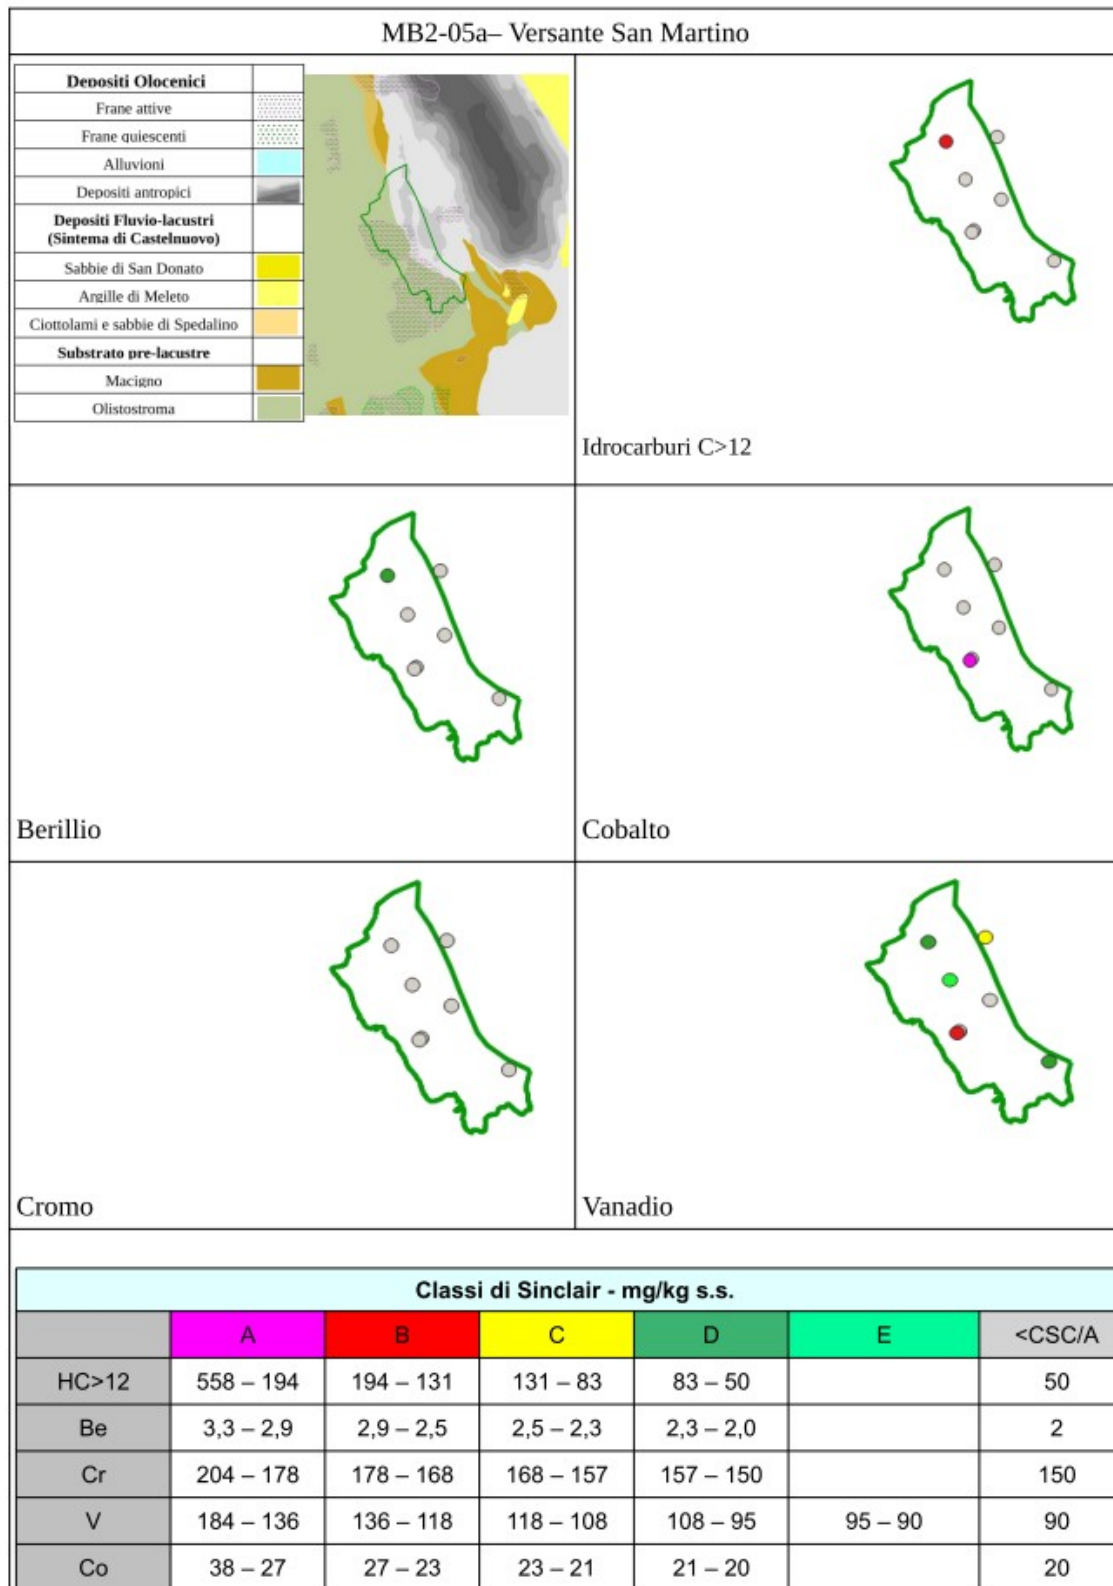 MB2-05a– Versante San Martino
Depositi Olocenici
Frane attive
Frane quiescenti
Alluvioni
Depositi antropici
Depositi Fluvio-lacustri
(Sintema di Castelnuovo)
Sabbie di San Donato
Argille di Meleto
Ciottolami e sabbie di Spedalino
Substrato pre-lacustre
Macigno
Olistostroma
Idrocarburi C>12
Berillio
Cobalto
Cromo
Vanadio
Classi di Sinclair - mg/kg s.s.
A B C D E <CSC/A
HC>12 558 – 194 194 – 131 131 – 83 83 – 50 50
Be 3,3 – 2,9 2,9 – 2,5 2,5 – 2,3 2,3 – 2,0 2
Cr 204 – 178 178 – 168 168 – 157 157 – 150 150
V 184 – 136 136 – 118 118 – 108 108 – 95 95 – 90 90
Co 38 – 27 27 – 23 23 – 21 21 – 20 20